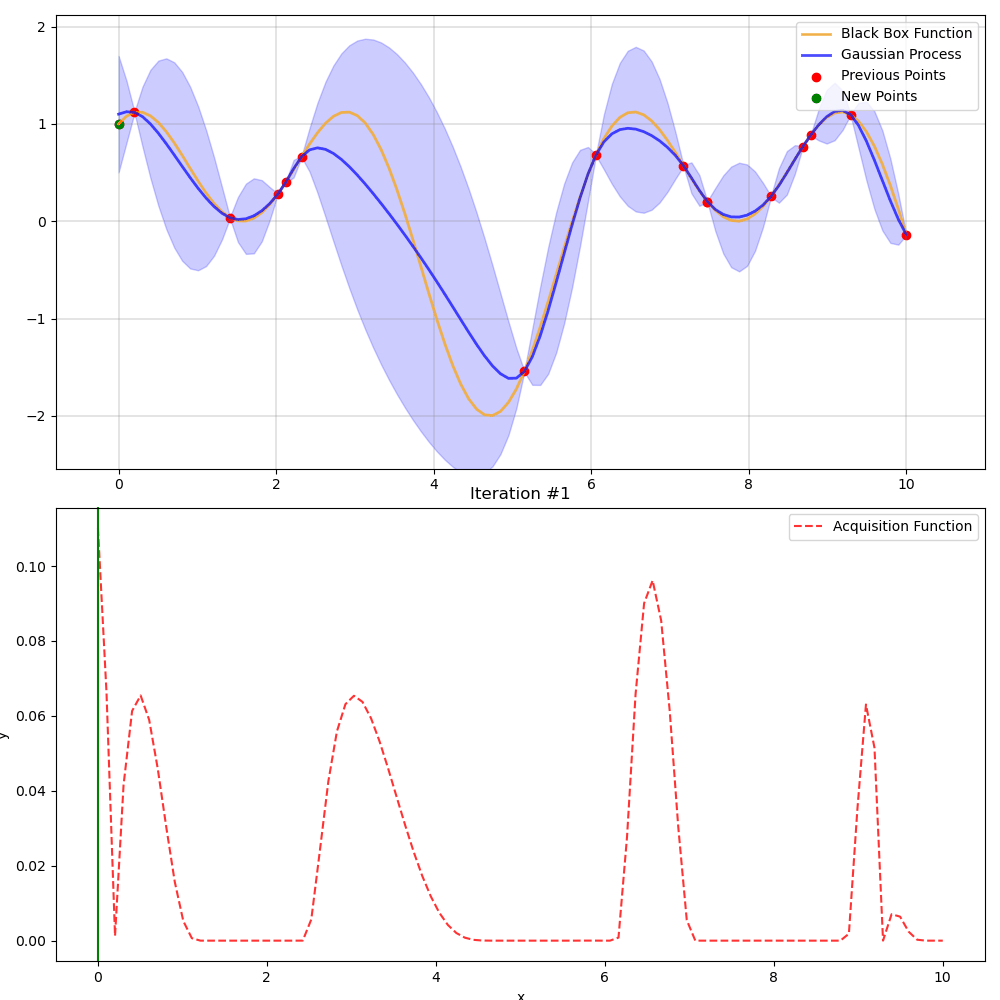 2
1
0
−1
−2
Black Box Function
Gaussian Process
Previous Points
New Points
0 2 4 6 8 10
Iteration #1
Acquisition Function
0.10
0.08
0.06
0.04
0.02
0.00
y
0 2 4 6 8 10
x